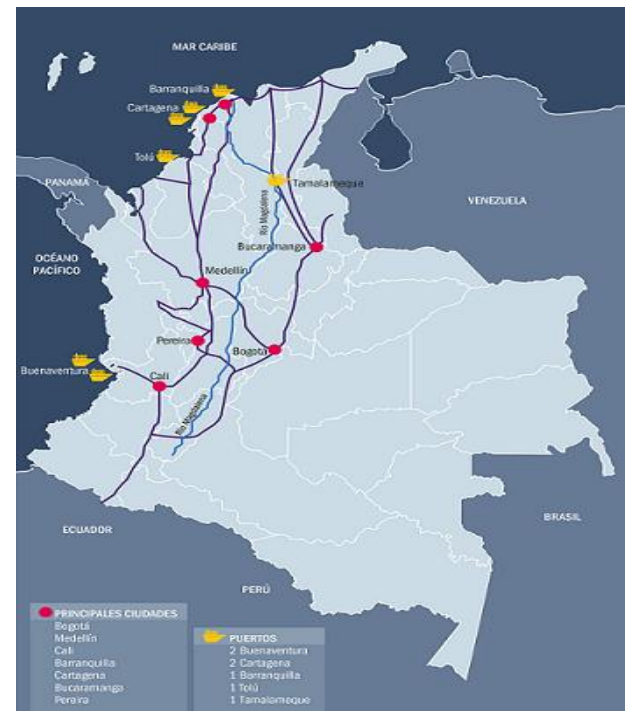 MAR CARIBE
Barranquilla
Cartagena
Tolú
PANAMÁ
Tamalameque
Río Magdalena
VENEZUELA
Bucaramanga
OCÉANO
PACÍFICO
Medellín
Pereira
Bogotá
Buenaventura
Cali
Río Magdalena
ECUADOR
BRASIL
PERÚ
PRINCIPALES CIUDADES
Bogotá
Medellín
Cali
Barranquilla
Cartagena
Bucaramanga
Pereira
PUERTOS
2 Buenaventura
2 Cartagena
1 Barranquilla
1 Tolú
1 Tamalameque